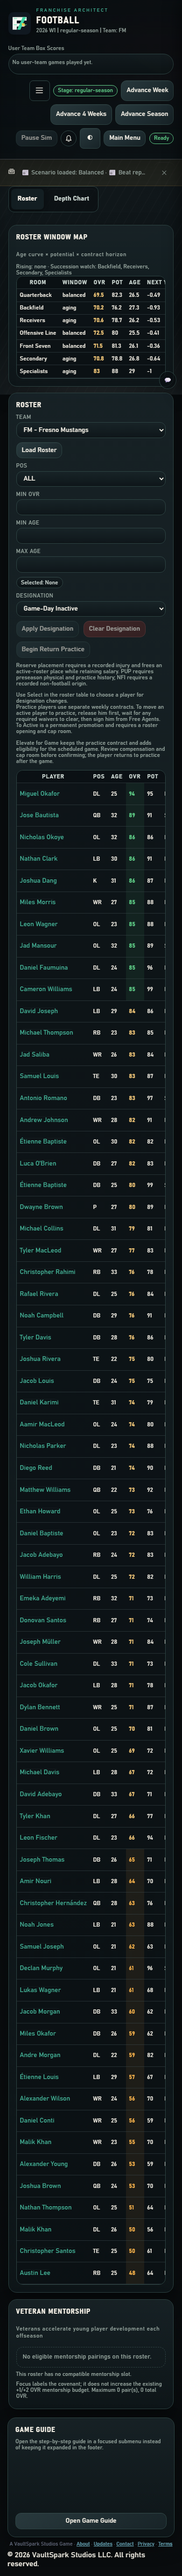 FRANCHISE ARCHITECT
FOOTBALL
2026 W1 | regular-season | Team: FM
User Team Box Scores
No user-team games played yet.
Stage: regular-season
Advance Week
Advance 4 Weeks
Advance Season
Pause Sim
Main Menu
Ready
Scenario loaded: Balanced · Beat rep...
Roster
Depth Chart
ROSTER WINDOW MAP
Age curve + potential + contract horizon
Rising: none · Succession watch: Backfield, Receivers, Secondary, Specialists
ROOM WINDOW OVR POT AGE NEXT
Quarterback balanced 69.5 82.3 26.5 -0.49
Backfield aging 70.2 76.2 27.3 -0.93
Receivers aging 70.6 78.7 26.2 -0.53
Offensive Line balanced 72.5 80 25.5 -0.41
Front Seven balanced 71.5 81.3 26.1 -0.36
Secondary aging 70.8 78.8 26.8 -0.64
Specialists aging 83 88 29 -1
ROSTER
TEAM
FM - Fresno Mustangs
Load Roster
POS
ALL
MIN OVR
MIN AGE
MAX AGE
Selected: None
DESIGNATION
Game-Day Inactive
Apply Designation
Clear Designation
Begin Return Practice
Reserve placement requires a recorded injury and frees an active-roster place while retaining salary. PUP requires preseason physical and practice history, NFI requires a recorded non-football origin.
Use Select in the roster table to choose a player for designation changes.
Practice players use separate weekly contracts. To move an active player to practice, release him first, wait for any required waivers to clear, then sign him from Free Agents. To active a practice player, his promotion and requires a roster opening and cap room.
Elevate for Game keeps the practice contract and adds eligibility for the scheduled game. Review compensation and cap room before confirming, the player returns to practice after the game.
PLAYER POS AGE OVR POT
Miguel Okafor DL 25 94 95
Jose Bautista QB 32 89 91
Nicholas Okoye OL 32 86 86
Nathan Clark LB 30 86 91
Joshua Dang K 31 86 87
Miles Morris WR 27 85 88
Leon Wagner OL 23 85 88
Jad Mansour OL 32 85 89
Daniel Faumuina DL 24 85 96
Cameron Williams LB 24 85 99
David Joseph LB 29 84 86
Michael Thompson RB 23 83 85
Jad Saliba WR 26 83 84
Samuel Louis TE 30 83 87
Antonio Romano DB 23 83 97
Andrew Johnson WR 28 82 91
Étienne Baptiste OL 30 82 82
Luca O'Brien DB 27 82 83
Étienne Baptiste DB 25 80 99
Dwayne Brown P 27 80 89
Michael Collins DL 31 79 81
Tyler MacLeod WR 27 77 83
Christopher Rahimi RB 33 76 78
Rafael Rivera DL 25 76 84
Noah Campbell DB 29 76 91
Tyler Davis DB 28 76 86
Joshua Rivera TE 22 75 80
Jacob Louis DB 24 75 75
Daniel Karimi TE 31 74 79
Aamir MacLeod OL 24 74 80
Nicholas Parker DL 23 74 88
Diego Reed DB 21 74 90
Matthew Williams QB 22 73 92
Ethan Howard OL 25 73 76
Daniel Baptiste OL 23 72 83
Jacob Adebayo RB 24 72 83
William Harris DL 25 72 82
Emeka Adeyemi RB 32 71 73
Donovan Santos RB 27 71 74
Joseph Müller WR 28 71 84
Cole Sullivan DL 33 71 73
Jacob Okafor LB 28 71 78
Dylan Bennett WR 25 71 87
Daniel Brown OL 25 70 81
Xavier Williams OL 25 69 72
Michael Davis LB 28 67 72
David Adebayo DB 33 67 71
Tyler Khan DL 27 66 77
Leon Fischer DL 23 66 94
Joseph Thomas DB 26 65 71
Amir Nouri LB 28 64 70
Christopher Hernández QB 28 63 76
Noah Jones LB 21 63 88
Samuel Joseph OL 21 62 63
Declan Murphy OL 21 61 96
Lukas Wagner LB 21 61 68
Jacob Morgan DB 33 60 62
Miles Okafor DB 26 59 62
Andre Morgan DL 22 59 82
Étienne Louis LB 29 57 67
Alexander Wilson WR 24 56 70
Daniel Conti WR 25 56 59
Malik Khan WR 23 55 70
Alexander Young DB 26 53 59
Joshua Brown QB 24 53 70
Nathan Thompson OL 25 51 64
Malik Khan DL 26 50 56
Christopher Santos TE 25 50 61
Austin Lee RB 25 48 64
VETERAN MENTORSHIP
Veterans accelerate young player development each offseason
No eligible mentorship pairings on this roster.
This roster has no compatible mentorship slot.
Focus labels the covenant; it does not increase the existing +1/+2 OVR mentorship budget. Maximum 0 pair(s), 0 total OVR.
GAME GUIDE
Open the step-by-step guide in a focused submenu instead of keeping it expanded in the footer.
Open Game Guide
A VaultSpark Studios Game · About Updates Contact Privacy Terms
© 2026 VaultSpark Studios LLC. All rights reserved.